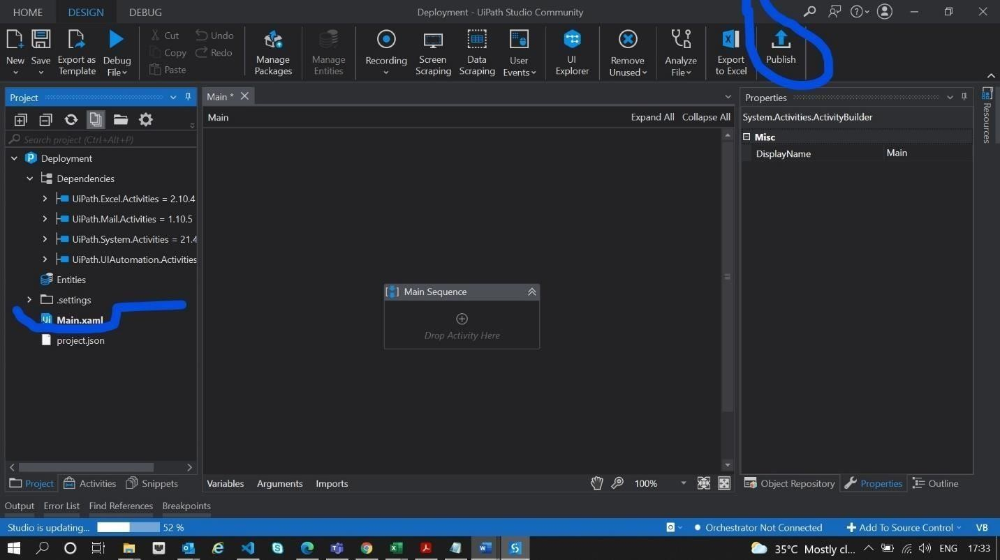 HOME DESIGN DEBUG
Deployment - UiPath Studio Community
New Save Export as Template Debug File
Cut Copy Paste Undo Redo
Manage Packages
Manage Entities
Recording
Screen Scraping
Data Scraping
User Events
UI Explorer
Remove Unused
Analyze File
Export to Excel
Publish
Project
Search project (Ctrl+Alt+P)
Deployment
Dependencies
UiPath.Excel.Activities = 2.10.4
UiPath.Mail.Activities = 1.10.5
UiPath.System.Activities = 21.4
UiPath.UIAutomation.Activities
Entities
.settings
Main.xaml
project.json
Project Activities Snippets
Main *
Main Expand All Collapse All
Main Sequence
Drop Activity Here
Variables Arguments Imports 100%
Properties
System.Activities.ActivityBuilder
Misc
DisplayName Main
Resources
Object Repository Properties Outline
Output Error List Find References Breakpoints
Studio is updating... 52 % Orchestrator Not Connected Add To Source Control VB
35°C Mostly cl... ENG 17:33